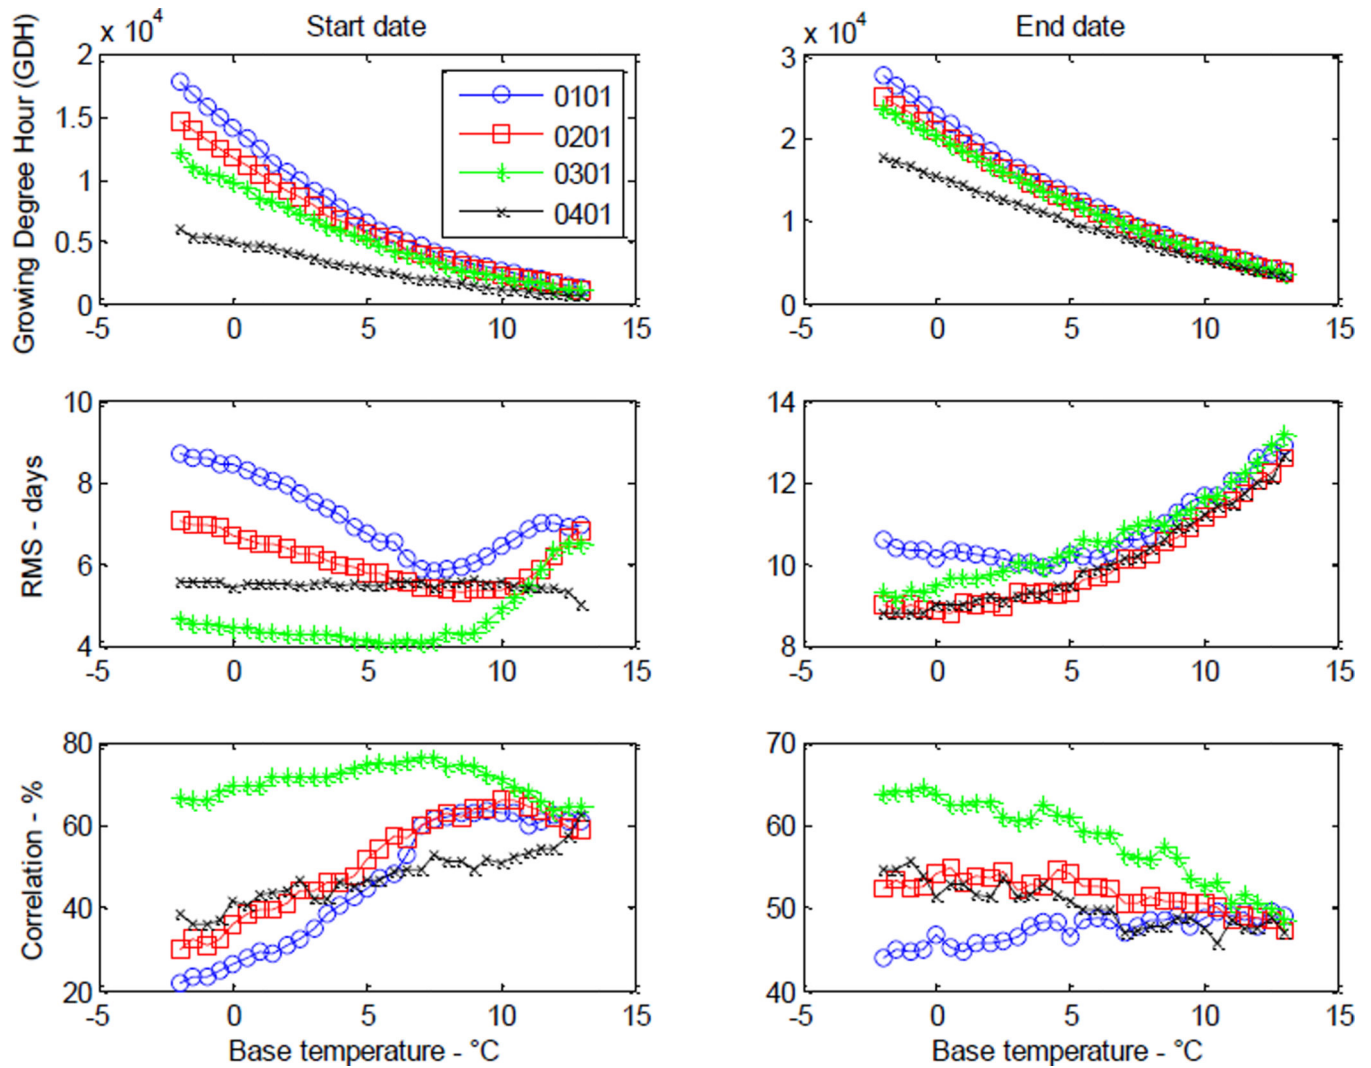 x 10⁴ Start date
Growing Degree Hour (GDH)
2
1.5
1
0.5
0
-5 0 5 10 15
0101
0201
0301
0401
x 10⁴ End date
3
2
1
0
-5 0 5 10 15
RMS - days
10
8
6
4
-5 0 5 10 15
14
12
10
8
-5 0 5 10 15
Correlation - %
80
60
40
20
-5 0 5 10 15
Base temperature - °C
70
60
50
40
-5 0 5 10 15
Base temperature - °C